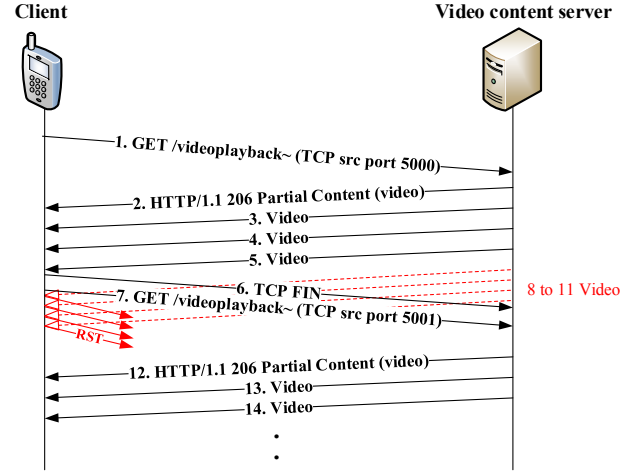 Client
Video content server
1. GET /videoplayback~ (TCP src port 5000)
2. HTTP/1.1 206 Partial Content (video)
3. Video
4. Video
5. Video
6. TCP FIN
8 to 11 Video
7. GET /videoplayback~ (TCP src port 5001)
RST
12. HTTP/1.1 206 Partial Content (video)
13. Video
14. Video